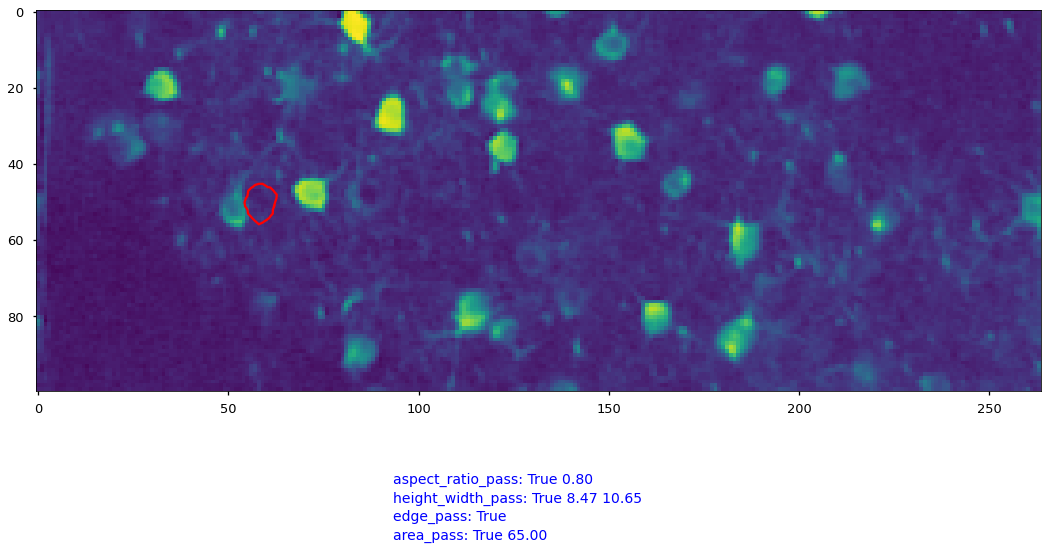 0
20
40
60
80
0 50 100 150 200 250
aspect_ratio_pass: True 0.80
height_width_pass: True 8.47 10.65
edge_pass: True
area_pass: True 65.00